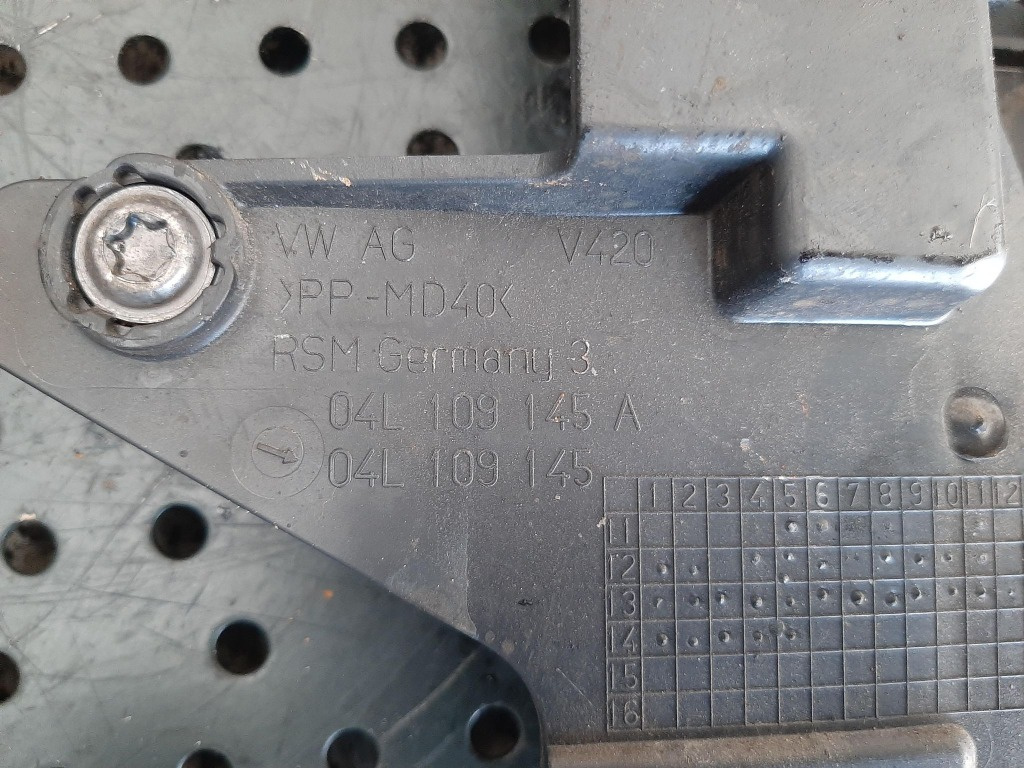 VW AG V420
>PP-MD40<
RSM Germany 3
04L 109 145 A
04L 109 145
1 2 3 4 5 6 7 8 9 10 11 12
11
12
13
14
15
16